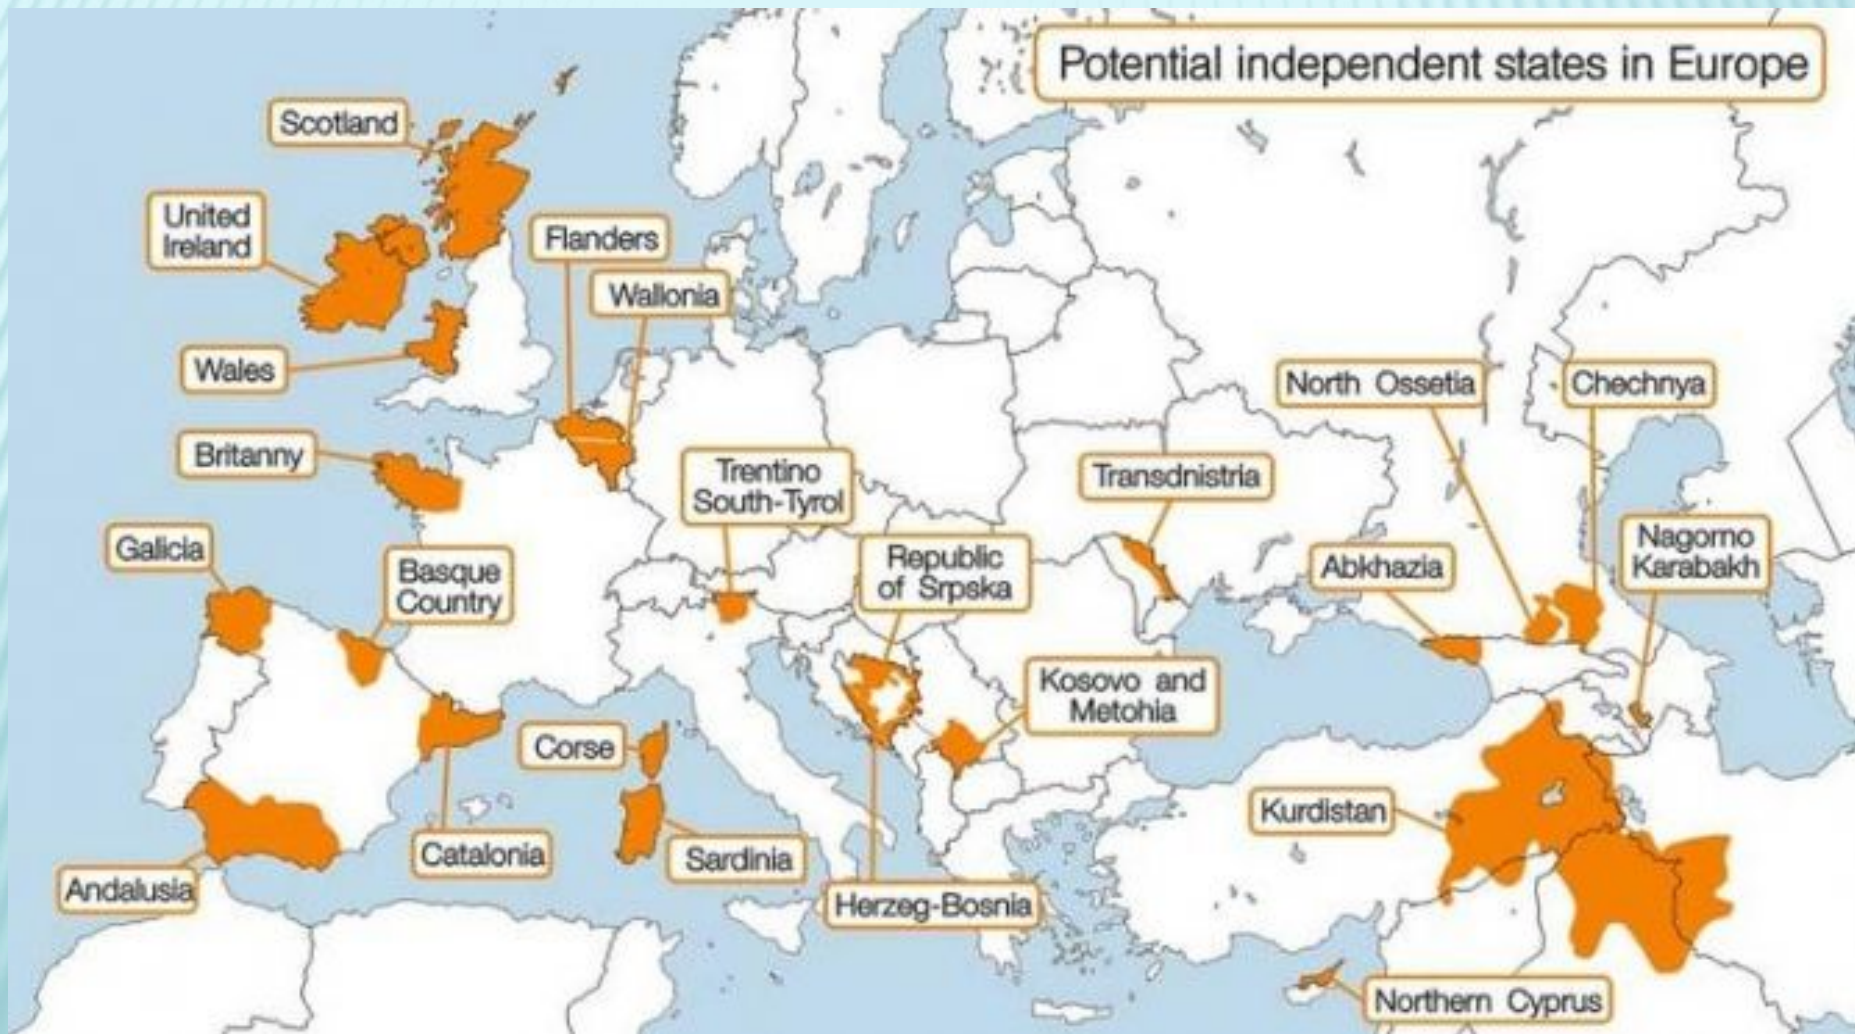 Potential independent states in Europe
Scotland
United
Ireland
Flanders
Wallonia
Wales
North Ossetia
Chechnya
Britanny
Trentino
South-Tyrol
Transdnistria
Galicia
Basque
Country
Republic
of Srpska
Abkhazia
Nagorno
Karabakh
Kosovo and
Metohia
Corse
Kurdistan
Catalonia
Sardinia
Andalusia
Herzeg-Bosnia
Northern Cyprus